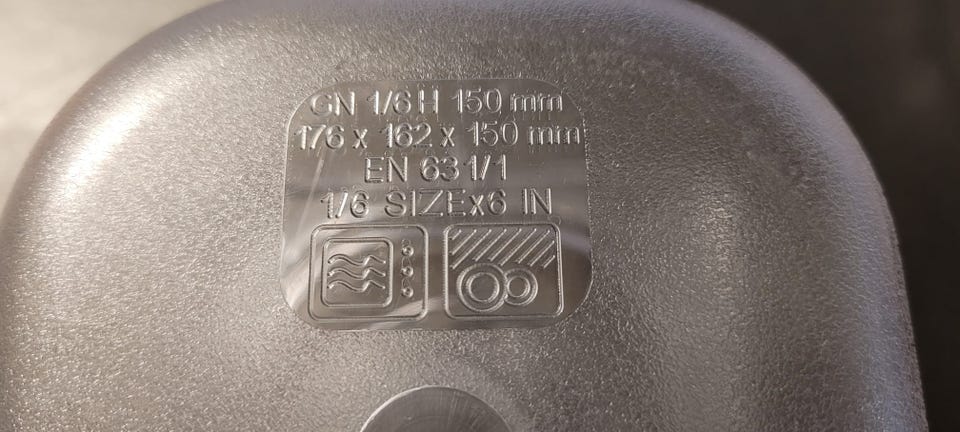 GN 1/6 H 150 mm
176 x 162 x 150 mm
EN 631/1
1/6 SIZEx6 IN